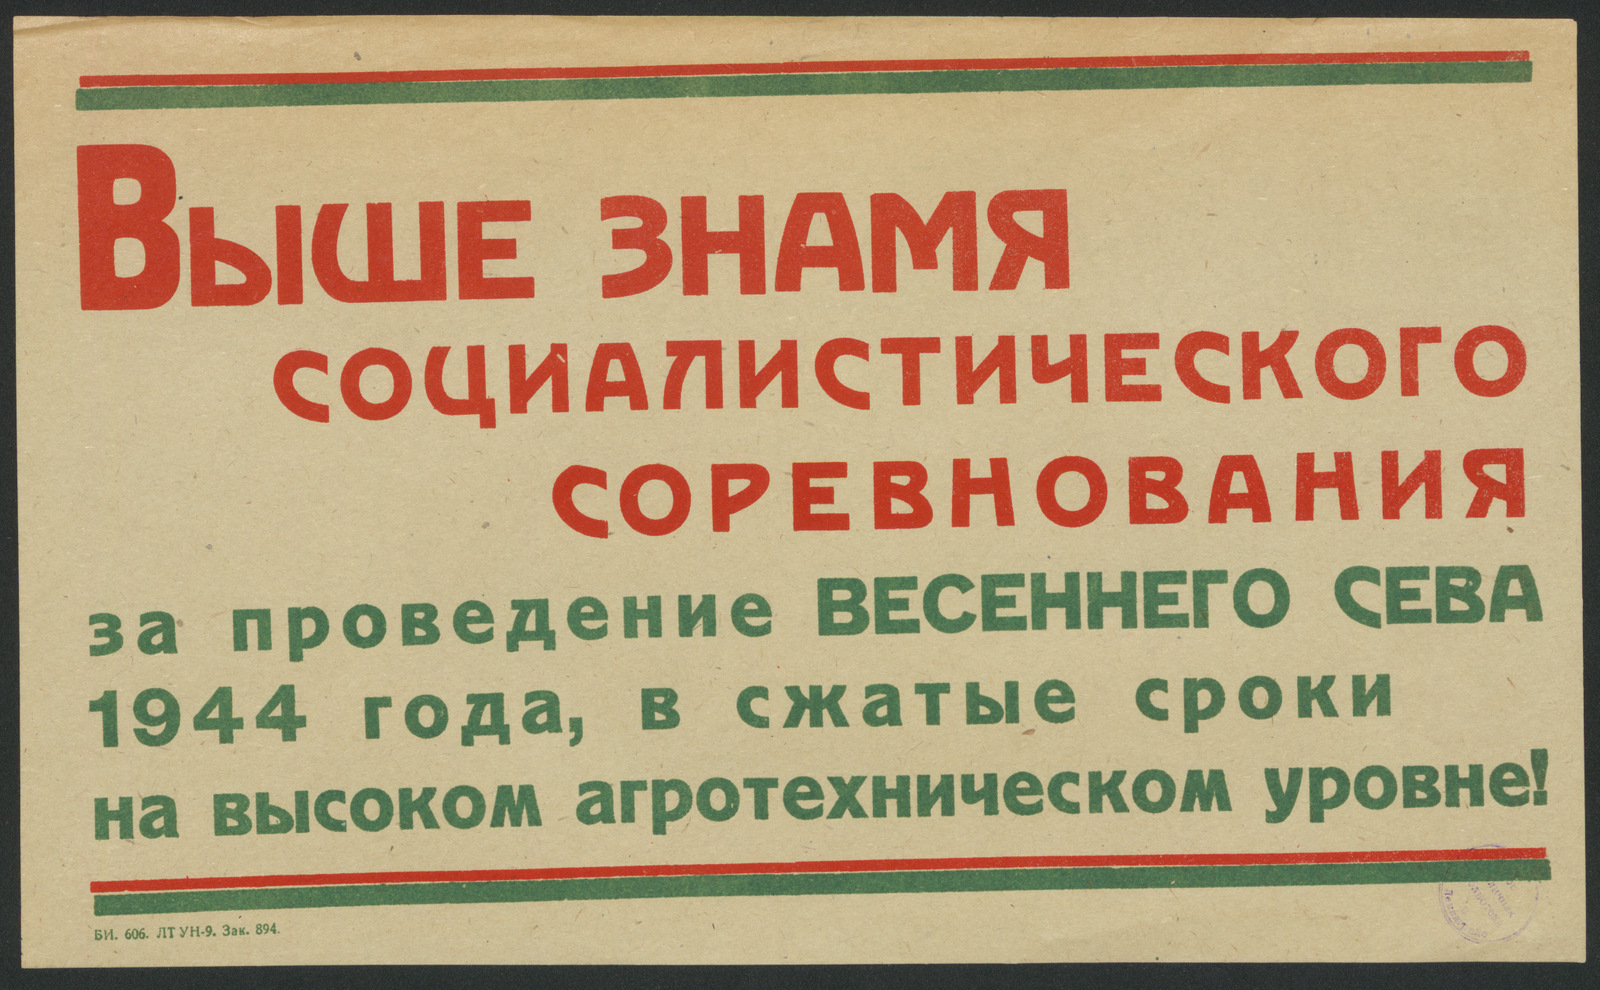 Выше знамя
социалистического
соревнования
за проведение ВЕСЕННЕГО СЕВА
1944 года, в сжатые сроки
на высоком агротехническом уровне!
БИ. 606. ЛТ УН-9. Зак. 894.